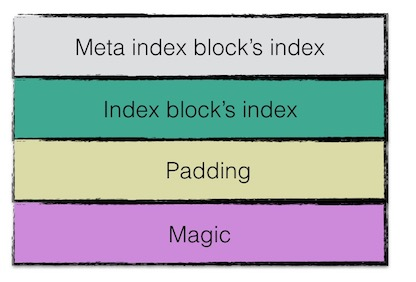 Meta index block’s index
Index block’s index
Padding
Magic